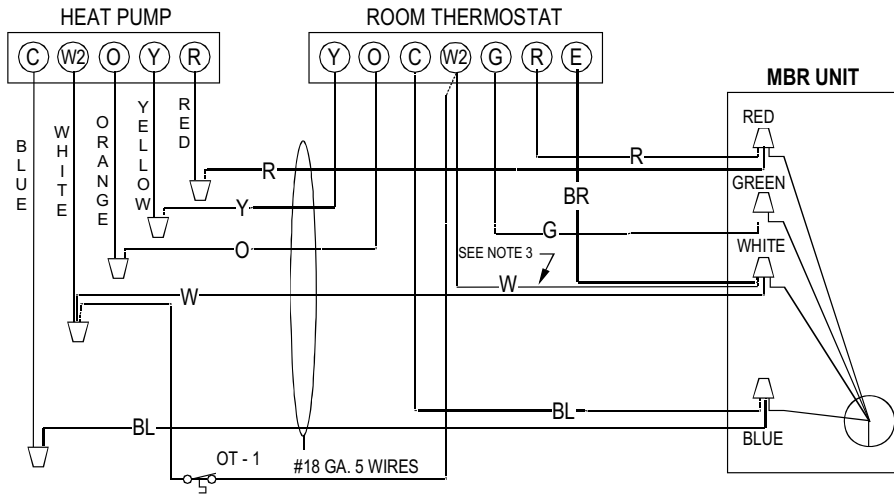 HEAT PUMP
ROOM THERMOSTAT
C W2 O Y R
Y O C W2 G R E
MBR UNIT
BLUE
WHITE
ORANGE
YELLOW
RED
RED
R
R
GREEN
BR
Y
G
WHITE
O
SEE NOTE 3
W
W
BL
BL
BLUE
OT - 1
#18 GA. 5 WIRES